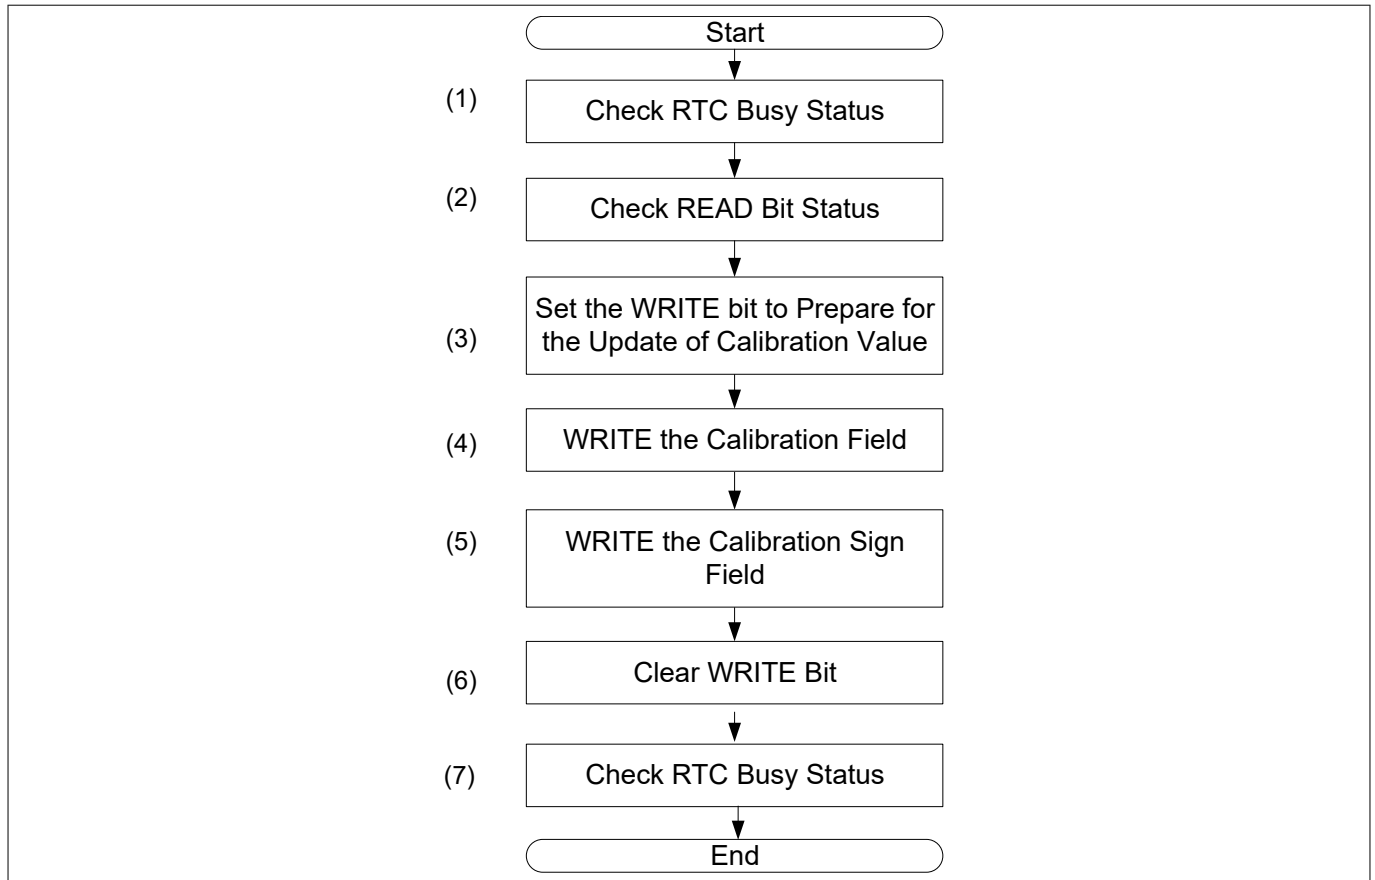 Start
(1)
Check RTC Busy Status
(2)
Check READ Bit Status
(3)
Set the WRITE bit to Prepare for
the Update of Calibration Value
(4)
WRITE the Calibration Field
(5)
WRITE the Calibration Sign
Field
(6)
Clear WRITE Bit
(7)
Check RTC Busy Status
End